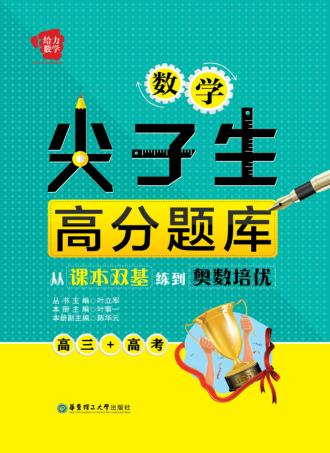 给力
数学
数学
尖子生
高分题库
从课本双基练到奥数培优
丛书主编 叶立军
本册主编 叶事一
本册副主编 陈华云
高三+高考
华东理工大学出版社